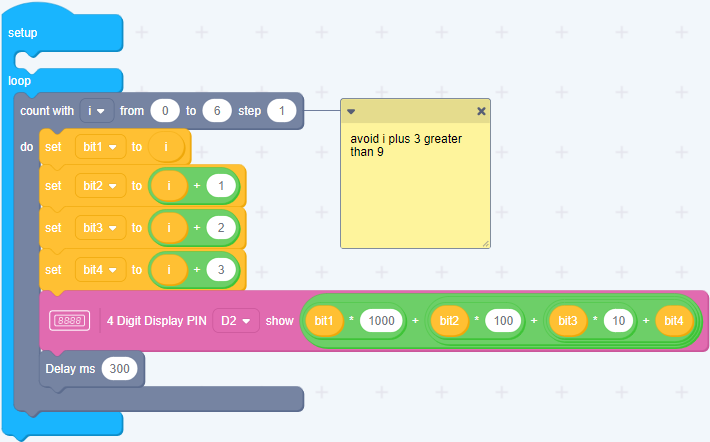 setup
loop
count with i from 0 to 6 step 1
avoid i plus 3 greater
than 9
do set bit1 to i
set bit2 to i + 1
set bit3 to i + 2
set bit4 to i + 3
8888 4 Digit Display PIN D2 show bit1 * 1000 + bit2 * 100 + bit3 * 10 + bit4
Delay ms 300